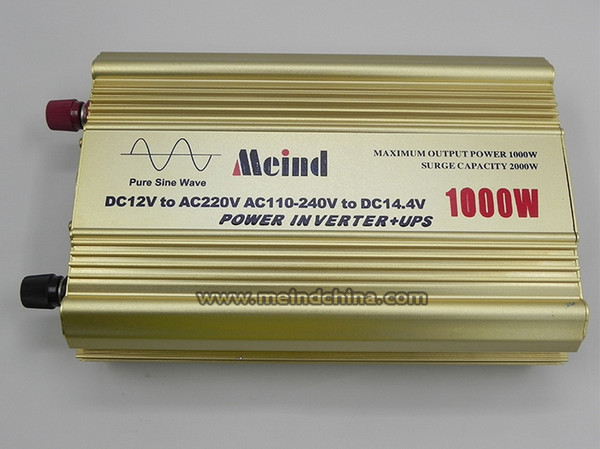 Meind
MAXIMUM OUTPUT POWER 1000W
SURGE CAPACITY 2000W
Pure Sine Wave
DC12V to AC220V AC110-240V to DC14.4V
1000W
POWER INVERTER+UPS
www.meindchina.com